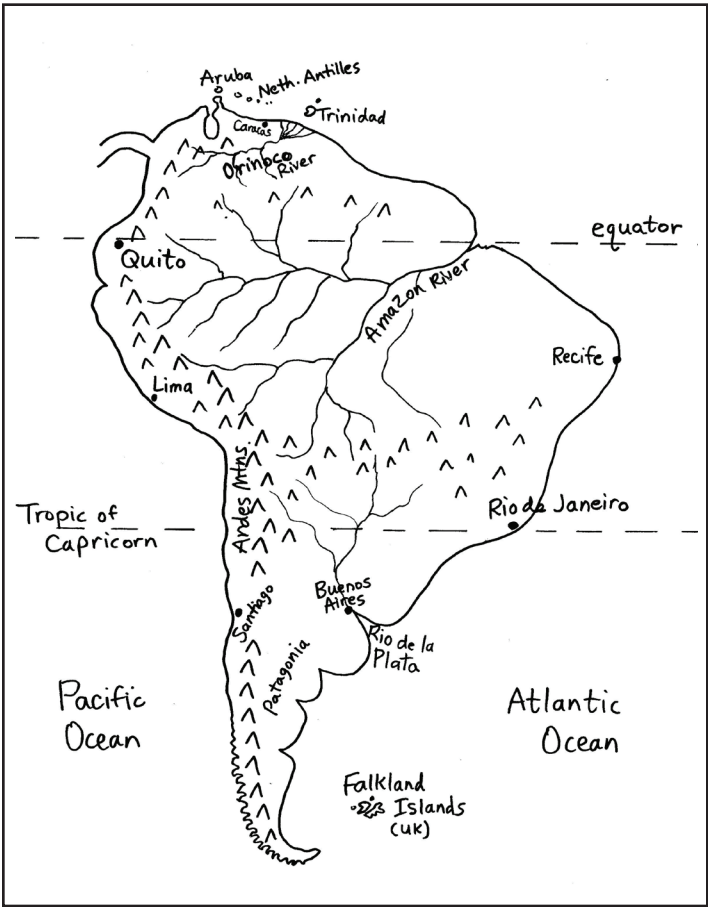 Aruba
Neth. Antilles
Trinidad
Caracas
Orinoco
River
equator
Quito
Amazon River
Recife
Lima
Andes Mtns.
Tropic of
Capricorn
Rio de Janeiro
Buenos
Aires
Santiago
Rio de la
Plata
Patagonia
Pacific
Ocean
Atlantic
Ocean
Falkland
Islands
(UK)